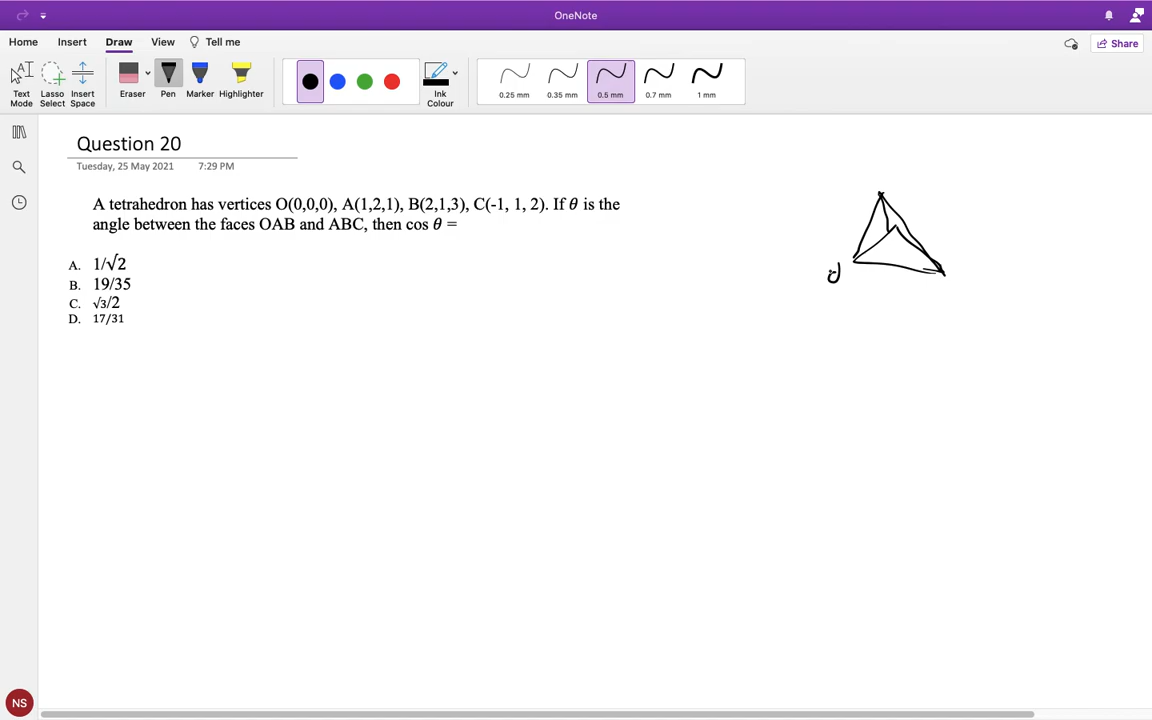 OneNote
Home Insert Draw View Tell me
Share
Text Mode
Lasso Select
Insert Space
Eraser
Pen
Marker
Highlighter
Ink Colour
0.25 mm
0.35 mm
0.5 mm
0.7 mm
1 mm
Question 20
Tuesday, 25 May 2021 7:29 PM
A tetrahedron has vertices O(0,0,0), A(1,2,1), B(2,1,3), C(-1, 1, 2). If θ is the
angle between the faces OAB and ABC, then cos θ =
A. 1/√2
B. 19/35
C. √3/2
D. 17/31
NS